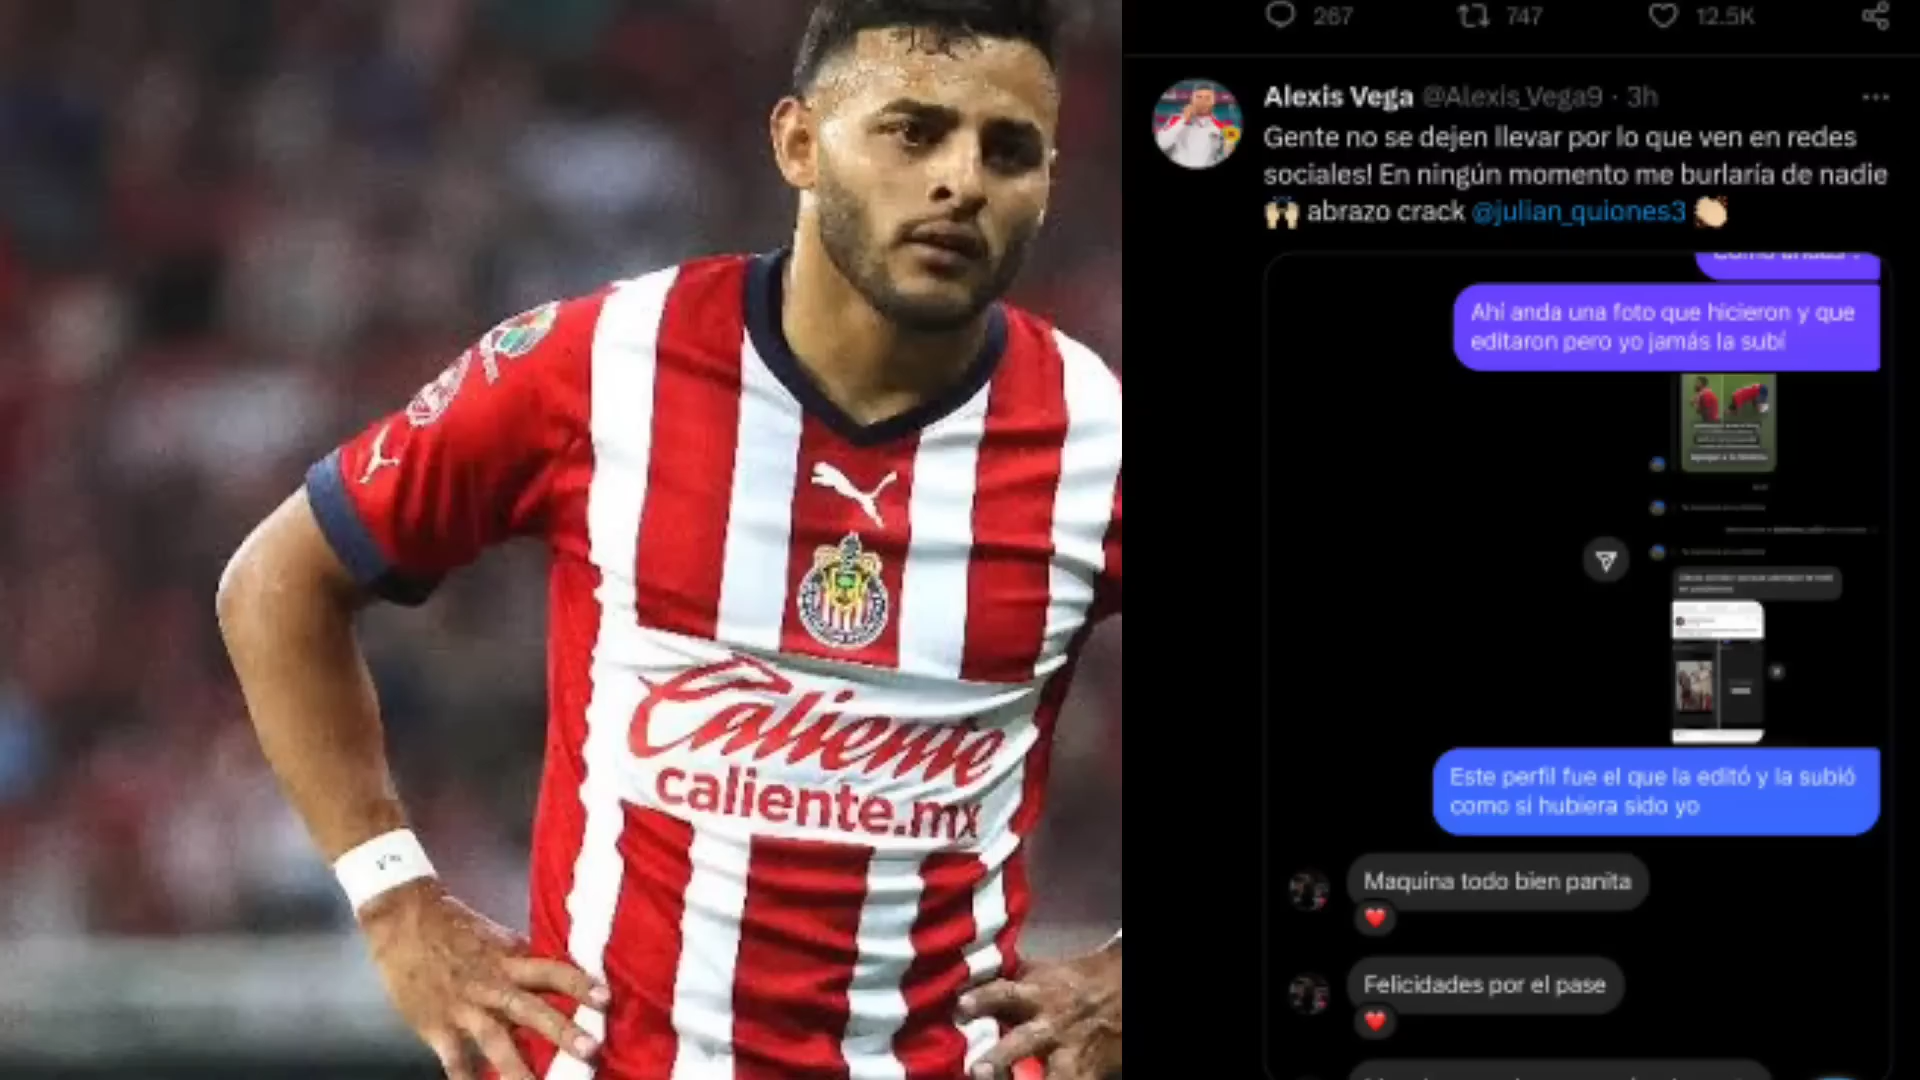 Caliente
caliente.mx
267 747 12.5K
Alexis Vega @Alexis_Vega9 · 3h
Gente no se dejen llevar por lo que ven en redes
sociales! En ningún momento me burlaría de nadie
🙌🏼 abrazo crack @julian_quiones3 👏🏻
Ahí anda una foto que hicieron y que
editaron pero yo jamás la subí
Este perfil fue el que la editó y la subió
como si hubiera sido yo
Maquina todo bien panita
Felicidades por el pase